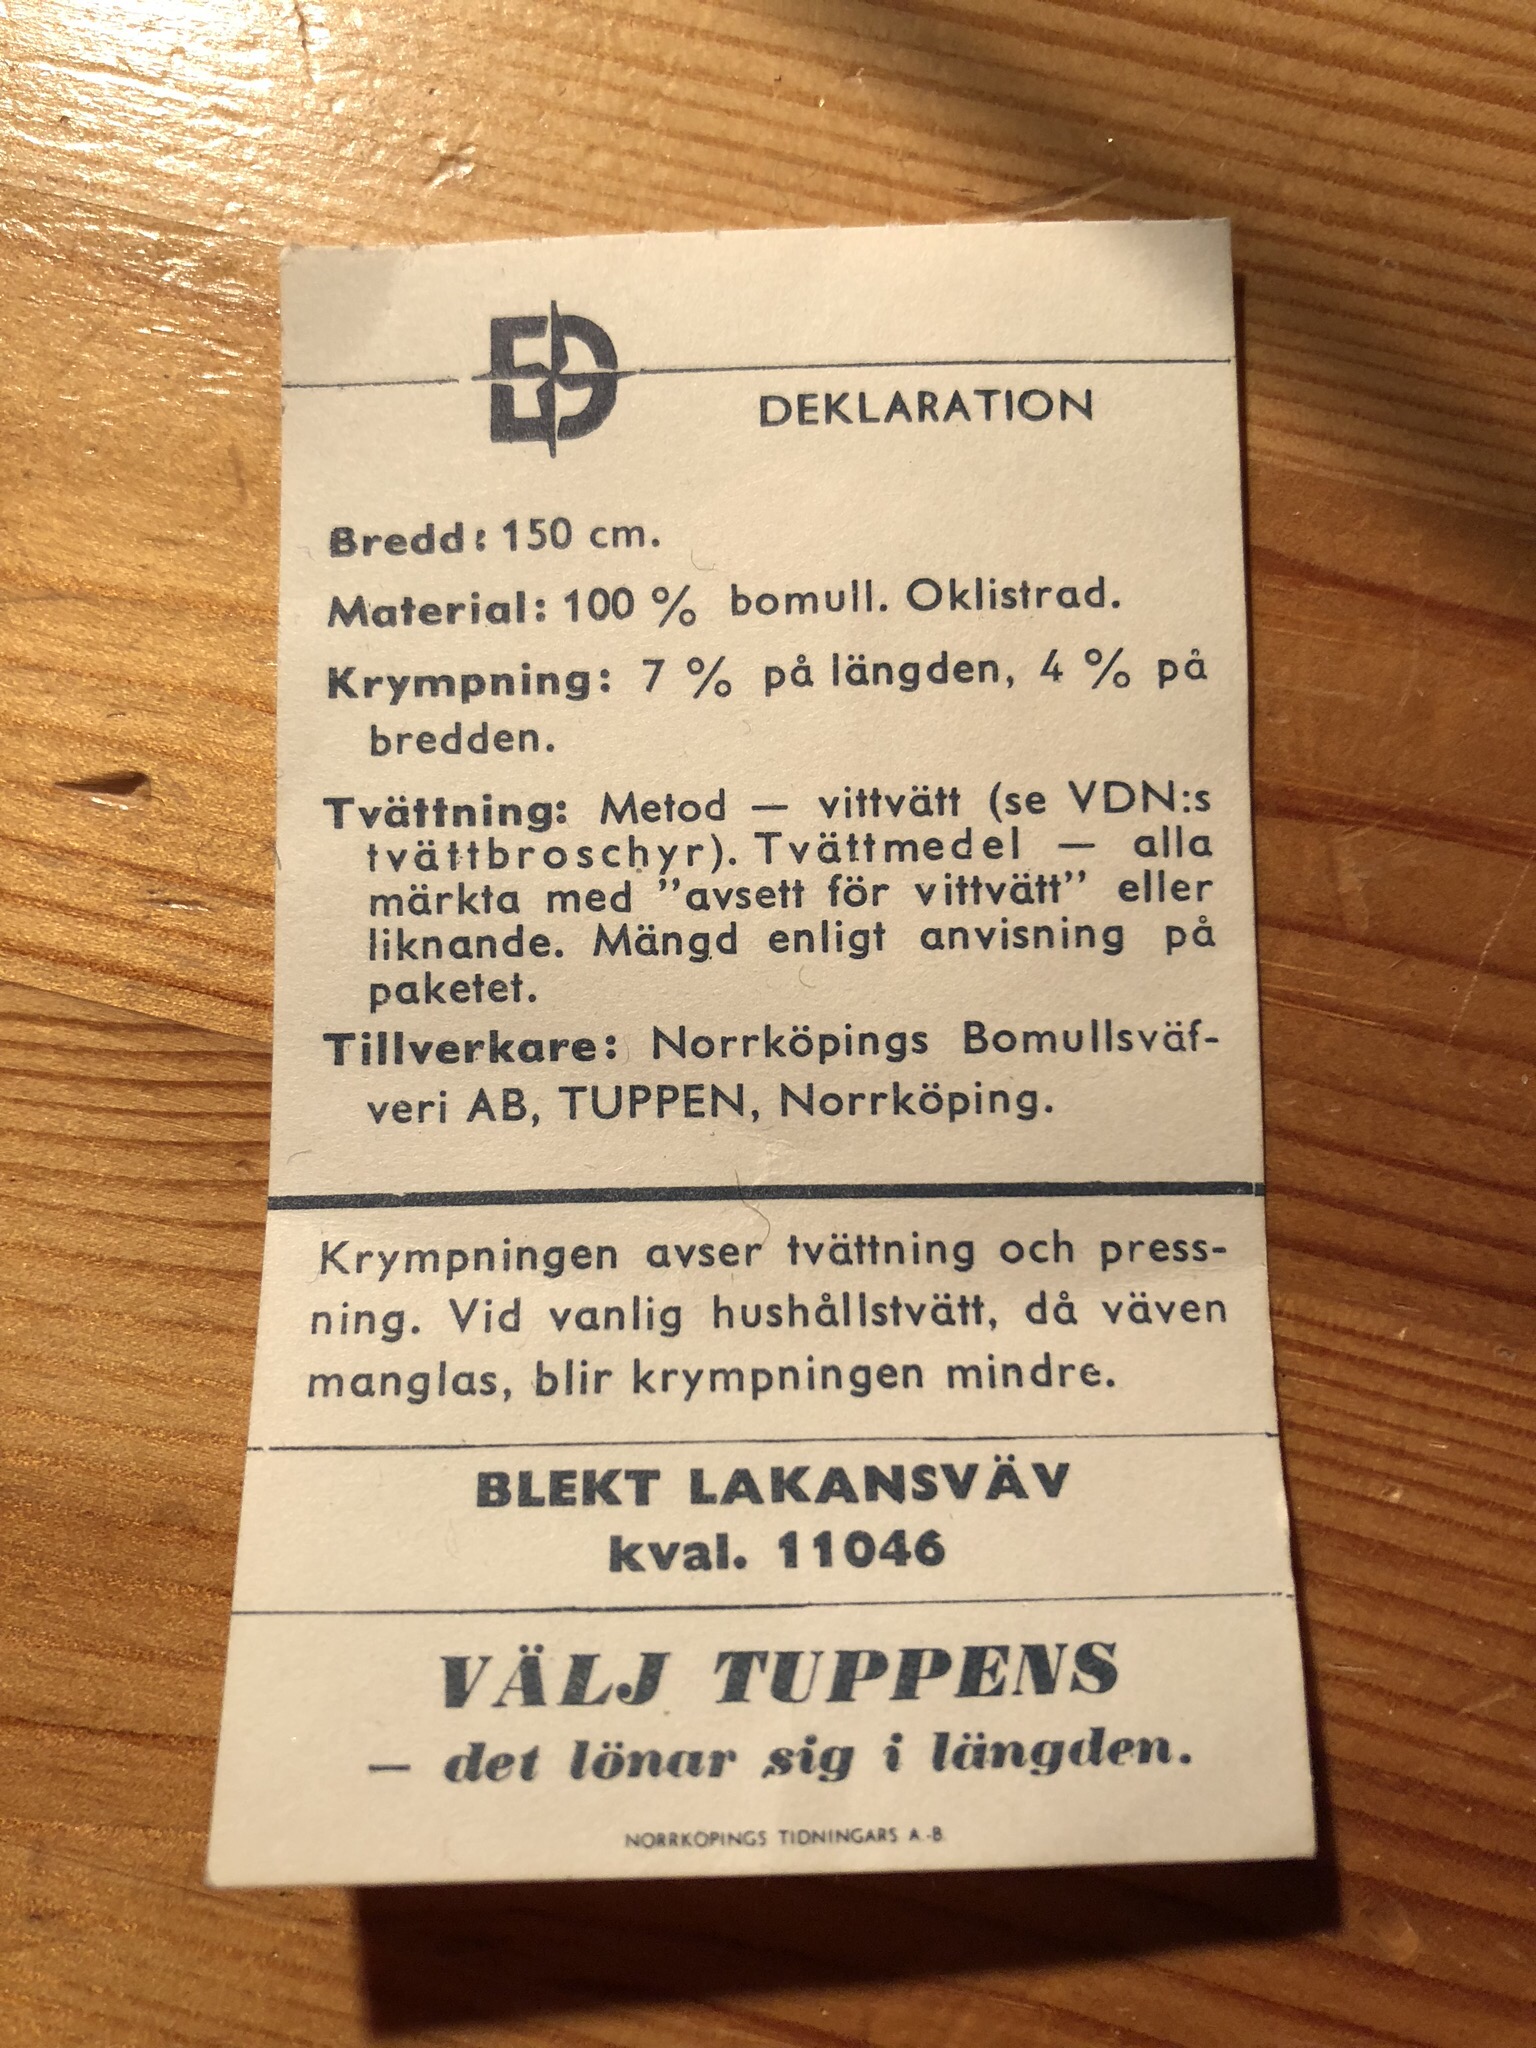 DEKLARATION
Bredd: 150 cm.
Material: 100 % bomull. Oklistrad.
Krympning: 7 % på längden, 4 % på
bredden.
Tvättning: Metod — vittvätt (se VDN:s
tvättbroschyr). Tvättmedel — alla
märkta med ”avsett för vittvätt” eller
liknande. Mängd enligt anvisning på
paketet.
Tillverkare: Norrköpings Bomullsväf-
veri AB, TUPPEN, Norrköping.
Krympningen avser tvättning och press-
ning. Vid vanlig hushållstvätt, då väven
manglas, blir krympningen mindre.
BLEKT LAKANSVÄV
kval. 11046
VÄLJ TUPPENS
— det lönar sig i längden.
NORRKÖPINGS TIDNINGARS A.-B.